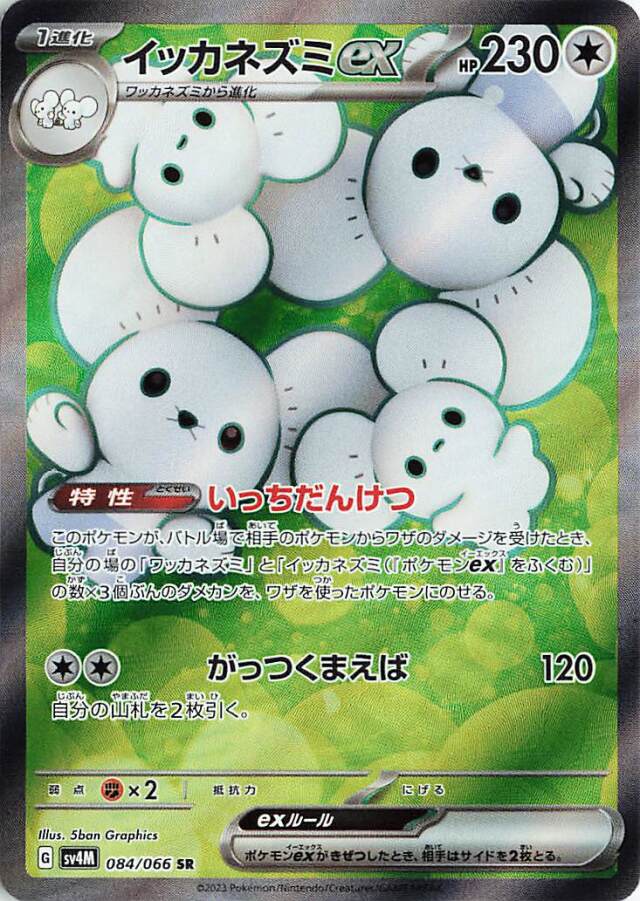 1進化
イッカネズミex
HP230
ワッカネズミから進化
特性
とくせい
いっちだんけつ
このポケモンが、バトル場で相手のポケモンからワザのダメージを受けたとき、
自分の場の「ワッカネズミ」と「イッカネズミ(「ポケモンex」をふくむ)」
の数×3個ぶんのダメカンを、ワザを使ったポケモンにのせる。
がっつくまえば 120
自分の山札を2枚引く。
弱点 ×2 抵抗力 にげる
exルール
ポケモンexがきぜつしたとき、相手はサイドを2枚とる。
Illus. 5ban Graphics
G SV4M 084/066 SR
©2023 Pokémon/Nintendo/Creatures/GAME FREAK.